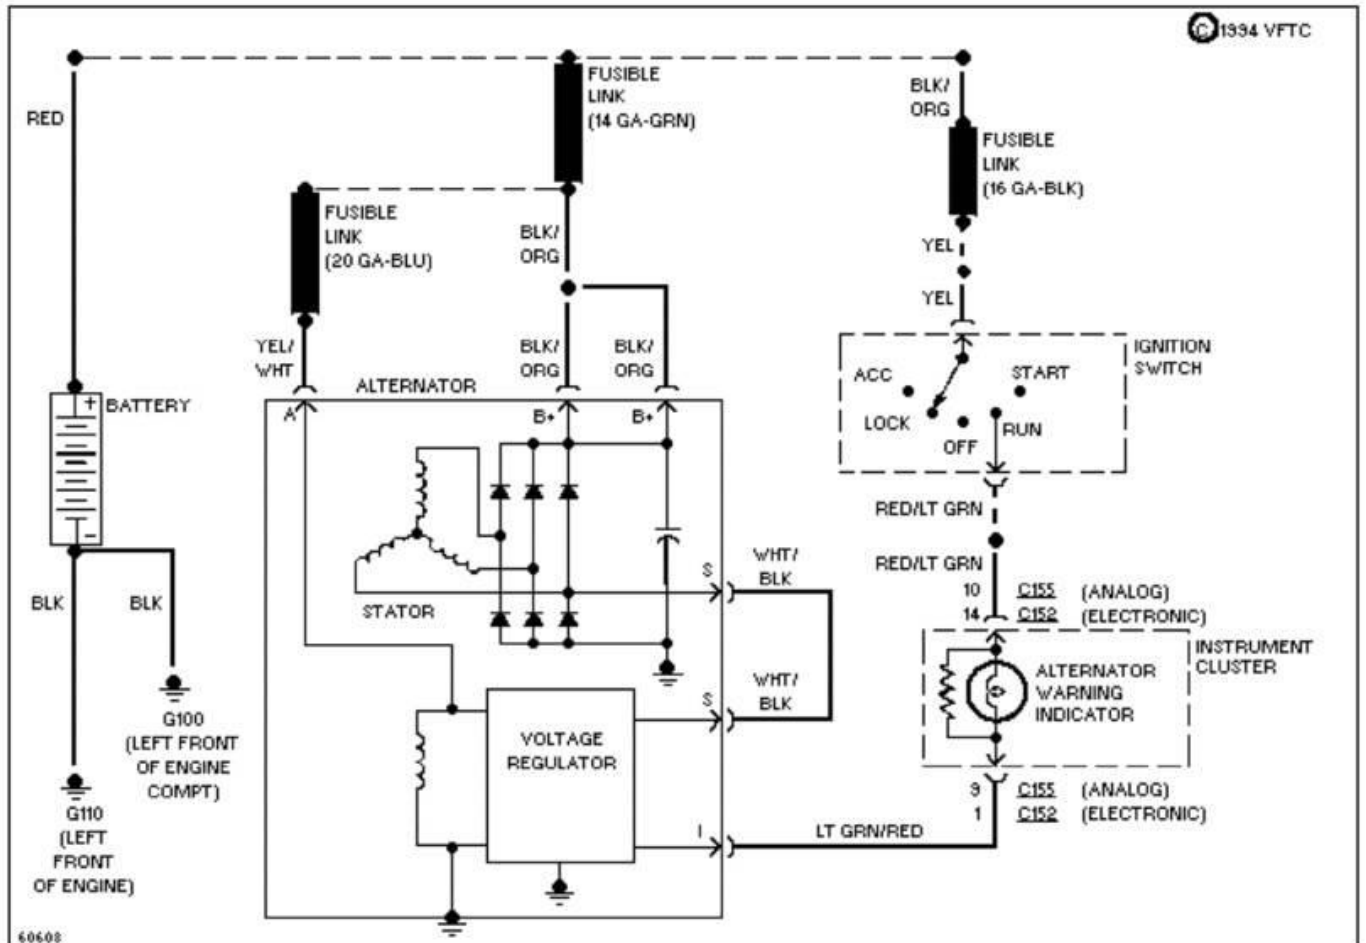 © 1994 VFTC
RED
FUSIBLE
LINK
(14 GA-GRN)
BLK/
ORG
FUSIBLE
LINK
(16 GA-BLK)
FUSIBLE
LINK
(20 GA-BLU)
BLK/
ORG
YEL
YEL
YEL/
WHT
BLK/
ORG
BLK/
ORG
IGNITION
SWITCH
ACC
START
LOCK
OFF
RUN
ALTERNATOR
A
B+
B+
+
BATTERY
-
RED/LT GRN
RED/LT GRN
BLK
BLK
STATOR
S
WHT/
BLK
10 C155 (ANALOG)
14 C152 (ELECTRONIC)
INSTRUMENT
CLUSTER
ALTERNATOR
WARNING
INDICATOR
S
WHT/
BLK
VOLTAGE
REGULATOR
G100
(LEFT FRONT
OF ENGINE
COMPT)
G110
(LEFT
FRONT
OF ENGINE)
9 C155 (ANALOG)
1 C152 (ELECTRONIC)
I
LT GRN/RED
60608